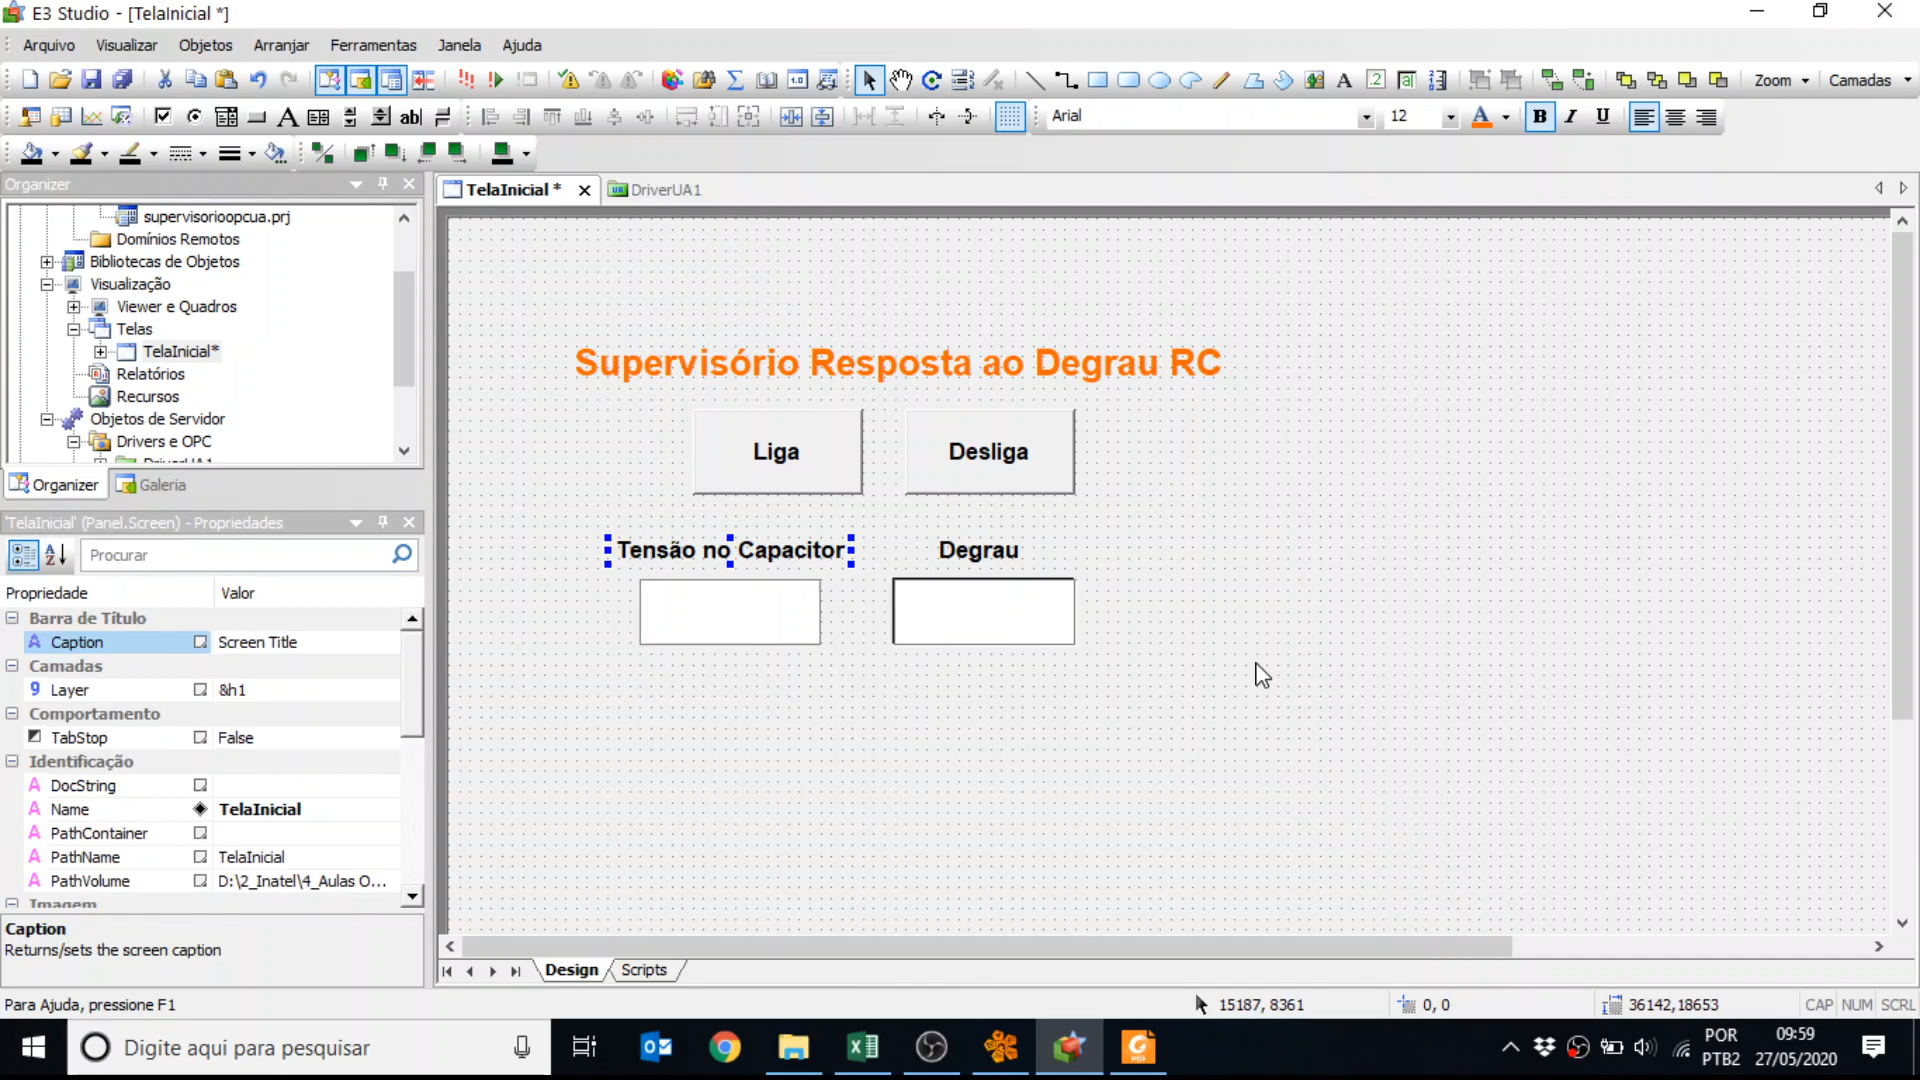 E3 Studio - [TelaInicial *]
Arquivo Visualizar Objetos Arranjar Ferramentas Janela Ajuda
Zoom Camadas
Arial 12
Organizer
supervisorioopcua.prj
Domínios Remotos
Bibliotecas de Objetos
Visualização
Viewer e Quadros
Telas
TelaInicial*
Relatórios
Recursos
Objetos de Servidor
Drivers e OPC
DriverUA1
Organizer Galeria
'TelaInicial' (Panel.Screen) - Propriedades
Procurar
Propriedade Valor
Barra de Título
Caption Screen Title
Camadas
Layer &h1
Comportamento
TabStop False
Identificação
DocString
Name TelaInicial
PathContainer
PathName TelaInicial
PathVolume D:\2_Inatel\4_Aulas O...
Imagem
Caption
Returns/sets the screen caption
TelaInicial * DriverUA1
Supervisório Resposta ao Degrau RC
Liga Desliga
Tensão no Capacitor Degrau
Design Scripts
Para Ajuda, pressione F1
15187, 8361 0, 0 36142,18653 CAP NUM SCRL
Digite aqui para pesquisar
POR
PTB2
09:59
27/05/2020